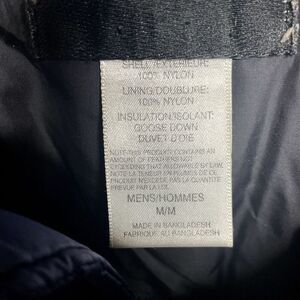 SHELL/EXTERIEURE
100% NYLON
LINING/DOUBLURE:
100% NYLON
INSULATION/ISOLANT:
GOOSE DOWN
DUVET D'OIE
NOTE: THIS PRODUCT CONTAINS AN
AMOUNT OF FEATHERS NOT
EXCEEDING THAT ALLOWABLE BY LAW.
NOTE LA TENEUR EN PLUMES DE CE
PRODUIT N'EXCEDE PAS LA QUANTITE
PREVUE PAR LA LOI.
MENS/HOMMES
M/M
MADE IN BANGLADESH
FABRIQUE AU BANGLADESH